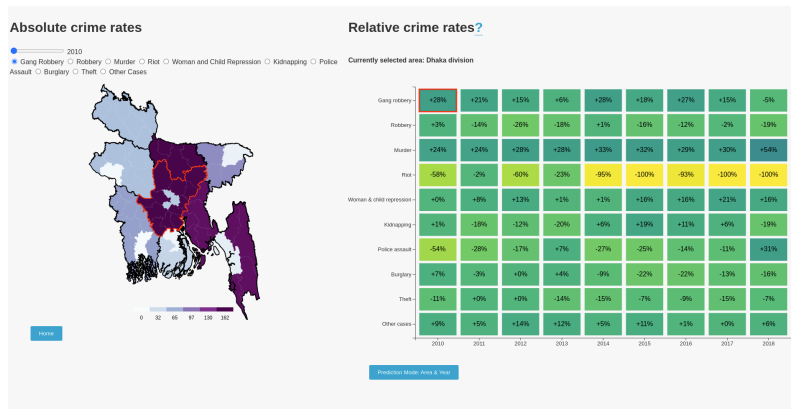 Absolute crime rates
2010
Gang Robbery Robbery Murder Riot Woman and Child Repression Kidnapping Police
Assault Burglary Theft Other Cases
0 32 65 97 130 162
Home
Relative crime rates?
Currently selected area: Dhaka division
Gang robbery +28% +21% +15% +6% +28% +18% +27% +15% -5%
Robbery +3% -14% -26% -18% +1% -16% -12% -2% -19%
Murder +24% +24% +28% +28% +33% +32% +29% +30% +54%
Riot -58% -2% -60% -23% -95% -100% -93% -100% -100%
Woman & child repression +0% +8% +13% +1% +1% +16% +16% +21% +18%
Kidnapping +1% -18% -12% -20% +6% +19% +11% +6% -19%
Police assault -54% -28% -17% +7% -27% -25% -14% -11% +31%
Burglary +7% -3% +0% +4% -9% -22% -22% -13% -16%
Theft -11% +0% +0% -14% -15% -7% -9% -15% -7%
Other cases +9% +5% +14% +12% +5% +11% +1% +0% +6%
2010 2011 2012 2013 2014 2015 2016 2017 2018
Prediction Mode: Area & Year